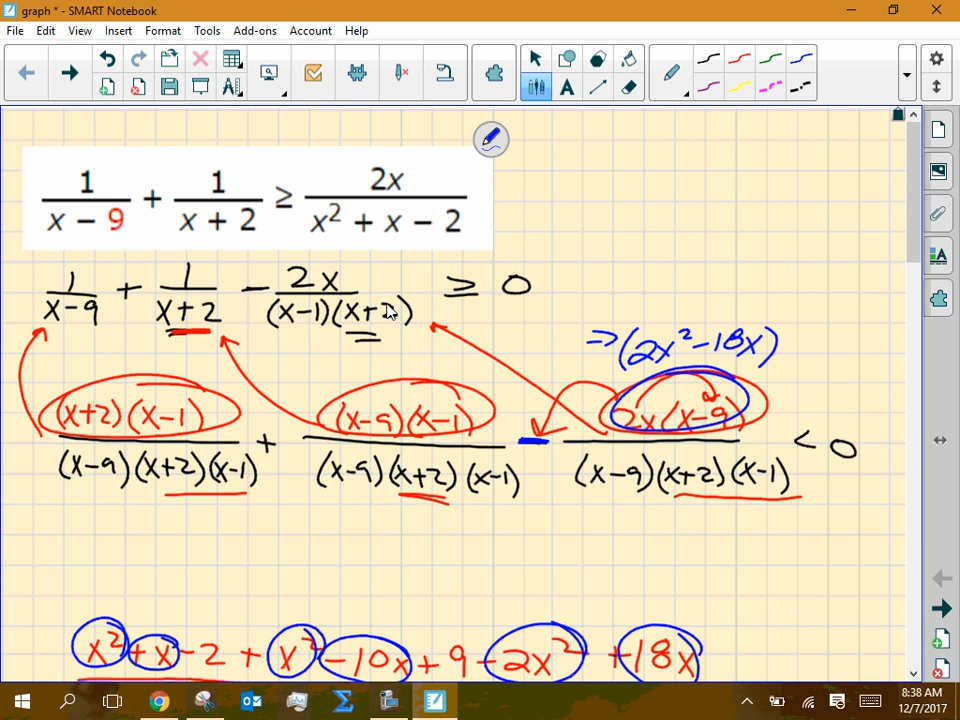 graph * - SMART Notebook
File Edit View Insert Format Tools Add-ons Account Help
1/(x − 9) + 1/(x + 2) ≥ 2x/(x² + x − 2)
1/(x-9) + 1/(x+2) - 2x/((x-1)(x+2)) ≥ 0
⇒(2x²-18x)
(x+2)(x-1)/((x-9)(x+2)(x-1)) + (x-9)(x-1)/((x-9)(x+2)(x-1)) - 2x(x-9)/((x-9)(x+2)(x-1)) < 0
x² + x - 2 + x² - 10x + 9 - 2x² + 18x
8:38 AM
12/7/2017